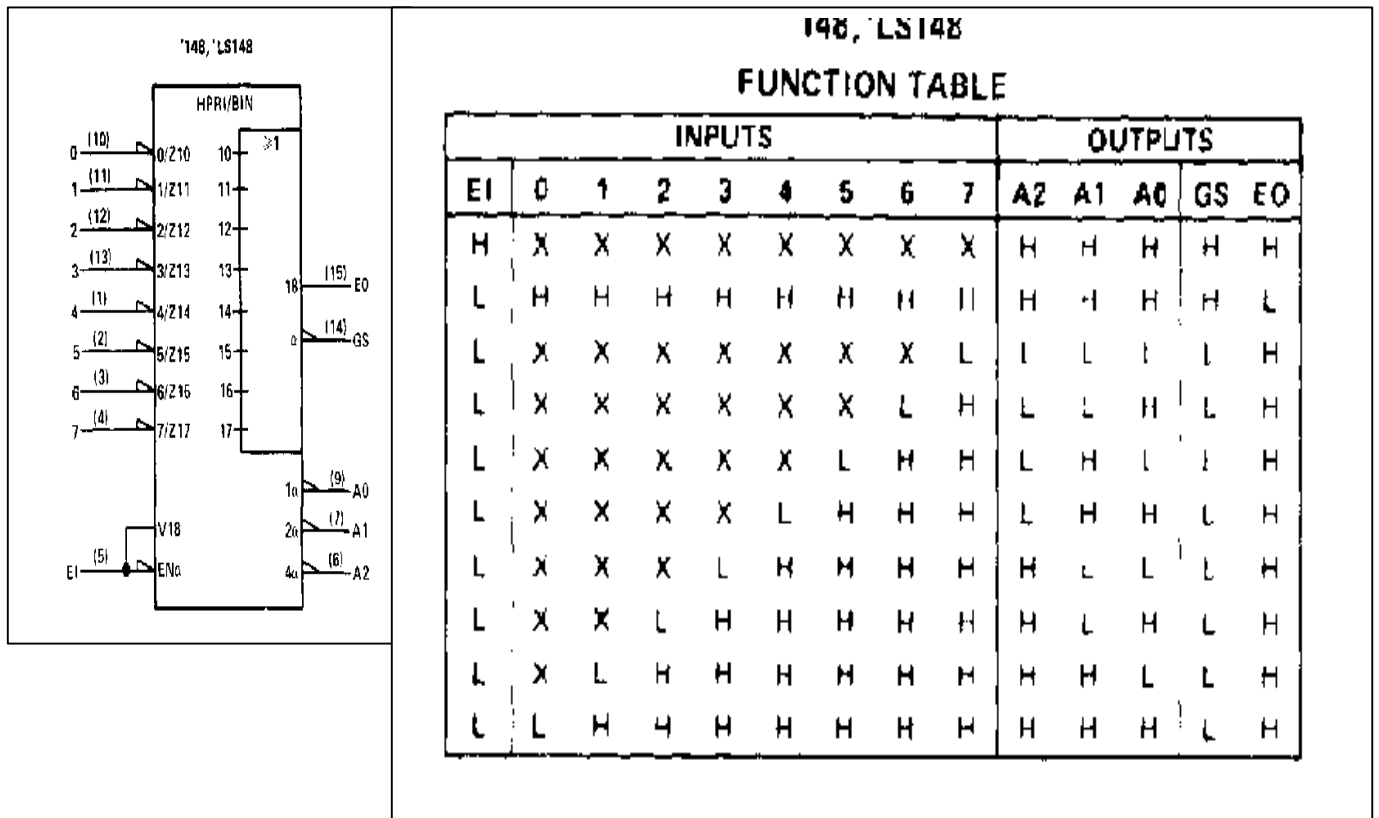 '148, 'LS148
HPRI/BIN
0 (10) 0/Z10 10 ≥1
1 (11) 1/Z11 11
2 (12) 2/Z12 12
3 (13) 3/Z13 13
18 (15) EO
4 (1) 4/Z14 14
α (14) GS
5 (2) 5/Z15 15
6 (3) 6/Z16 16
7 (4) 7/Z17 17
1α (9) A0
V18
2α (7) A1
EI (5) ENα
4α (6) A2
'148, 'LS148
FUNCTION TABLE
INPUTS OUTPUTS
EI 0 1 2 3 4 5 6 7 A2 A1 A0 GS EO
H X X X X X X X X H H H H H
L H H H H H H H H H H H H L
L X X X X X X X L L L L L H
L X X X X X X L H L L H L H
L X X X X X L H H L H L L H
L X X X X L H H H L H H L H
L X X X L H H H H H L L L H
L X X L H H H H H H L H L H
L X L H H H H H H H H L L H
L L H H H H H H H H H H L H